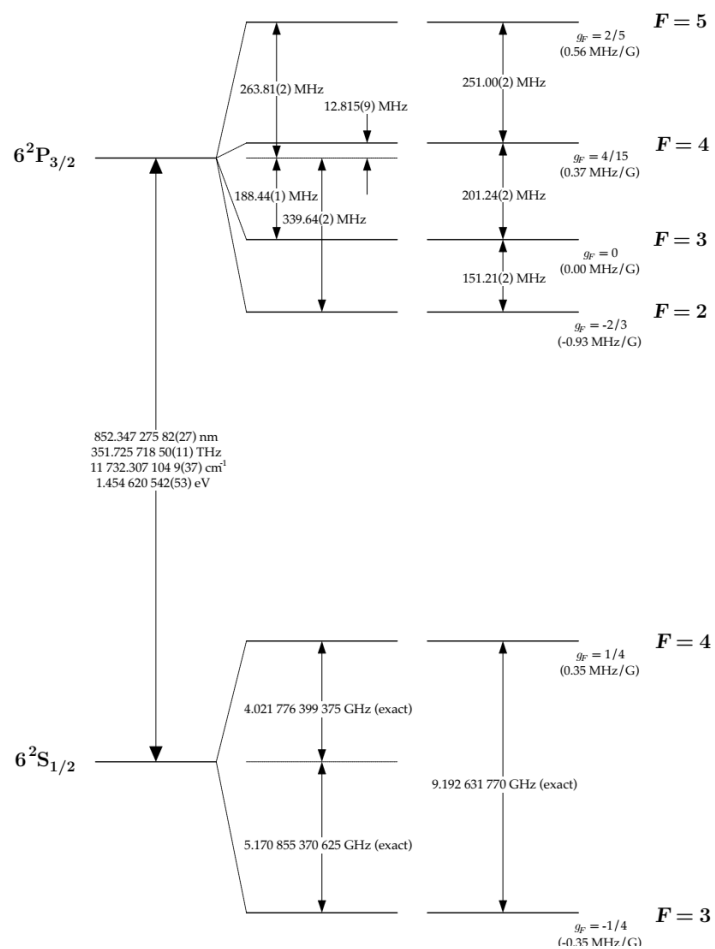 F = 5
g_F = 2/5
(0.56 MHz/G)
263.81(2) MHz
251.00(2) MHz
12.815(9) MHz
F = 4
g_F = 4/15
(0.37 MHz/G)
6²P₃/₂
188.44(1) MHz
201.24(2) MHz
339.64(2) MHz
F = 3
g_F = 0
(0.00 MHz/G)
151.21(2) MHz
F = 2
g_F = -2/3
(-0.93 MHz/G)
852.347 275 82(27) nm
351.725 718 50(11) THz
11 732.307 104 9(37) cm⁻¹
1.454 620 542(53) eV
F = 4
g_F = 1/4
(0.35 MHz/G)
4.021 776 399 375 GHz (exact)
6²S₁/₂
9.192 631 770 GHz (exact)
5.170 855 370 625 GHz (exact)
F = 3
g_F = -1/4
(-0.35 MHz/G)